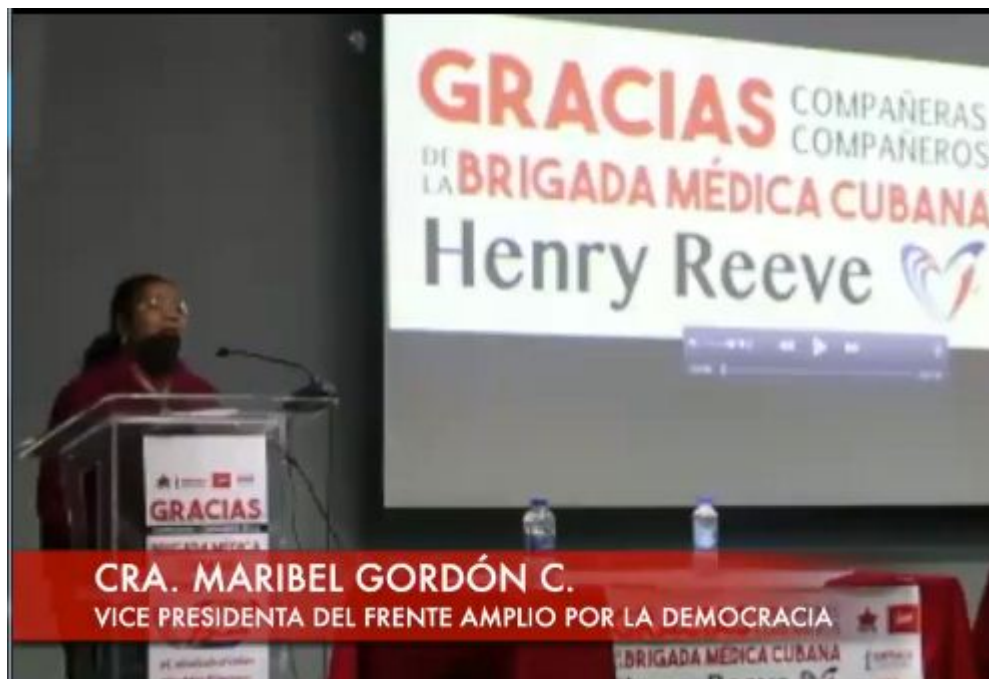 GRACIAS COMPAÑERAS
COMPAÑEROS
DE
LA BRIGADA MÉDICA CUBANA
Henry Reeve
GRACIAS
BRIGADA MÉDICA
CRA. MARIBEL GORDÓN C.
VICE PRESIDENTA DEL FRENTE AMPLIO POR LA DEMOCRACIA
BRIGADA MÉDICA CUBANA